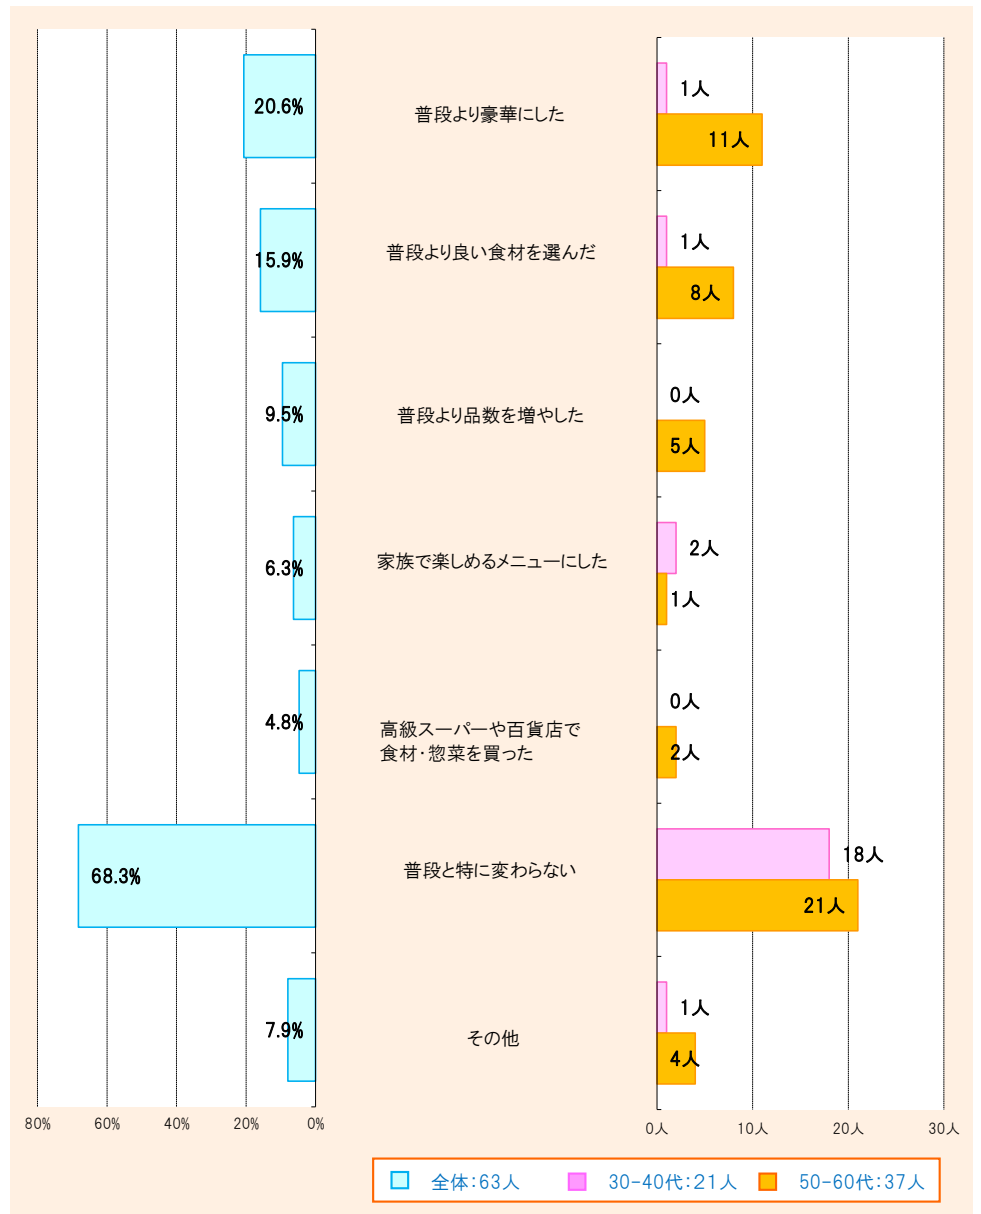 20.6%
普段より豪華にした
1人
11人
15.9%
普段より良い食材を選んだ
1人
8人
9.5%
普段より品数を増やした
0人
5人
6.3%
家族で楽しめるメニューにした
2人
1人
4.8%
高級スーパーや百貨店で
食材・惣菜を買った
0人
2人
68.3%
普段と特に変わらない
18人
21人
7.9%
その他
1人
4人
80% 60% 40% 20% 0%
0人 10人 20人 30人
全体：63人 30-40代：21人 50-60代：37人